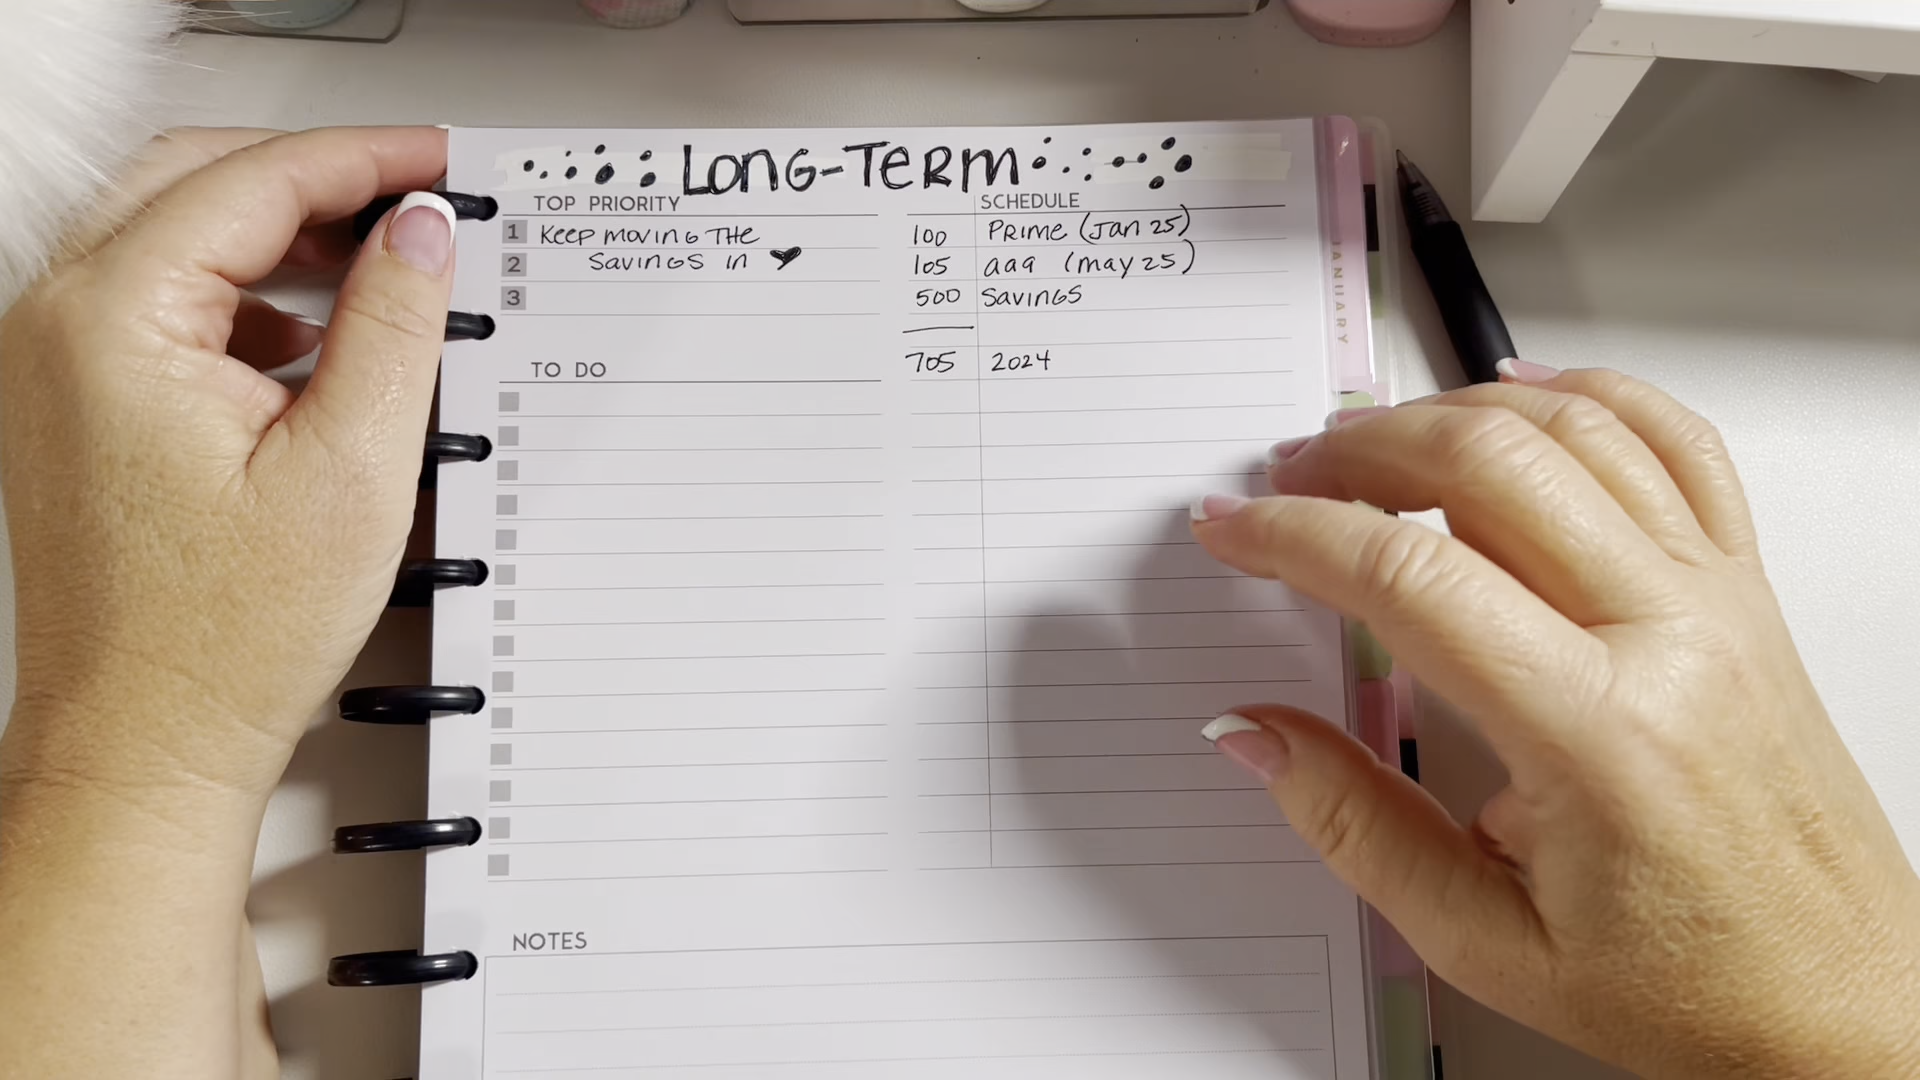 LONG-TERM
TOP PRIORITY
1 KEEP MOVING THE
2 SAVINGS IN
3
TO DO
SCHEDULE
100 PRIME (Jan 25)
105 aaa (may 25)
500 SAVINGS
705 2024
NOTES
JANUARY